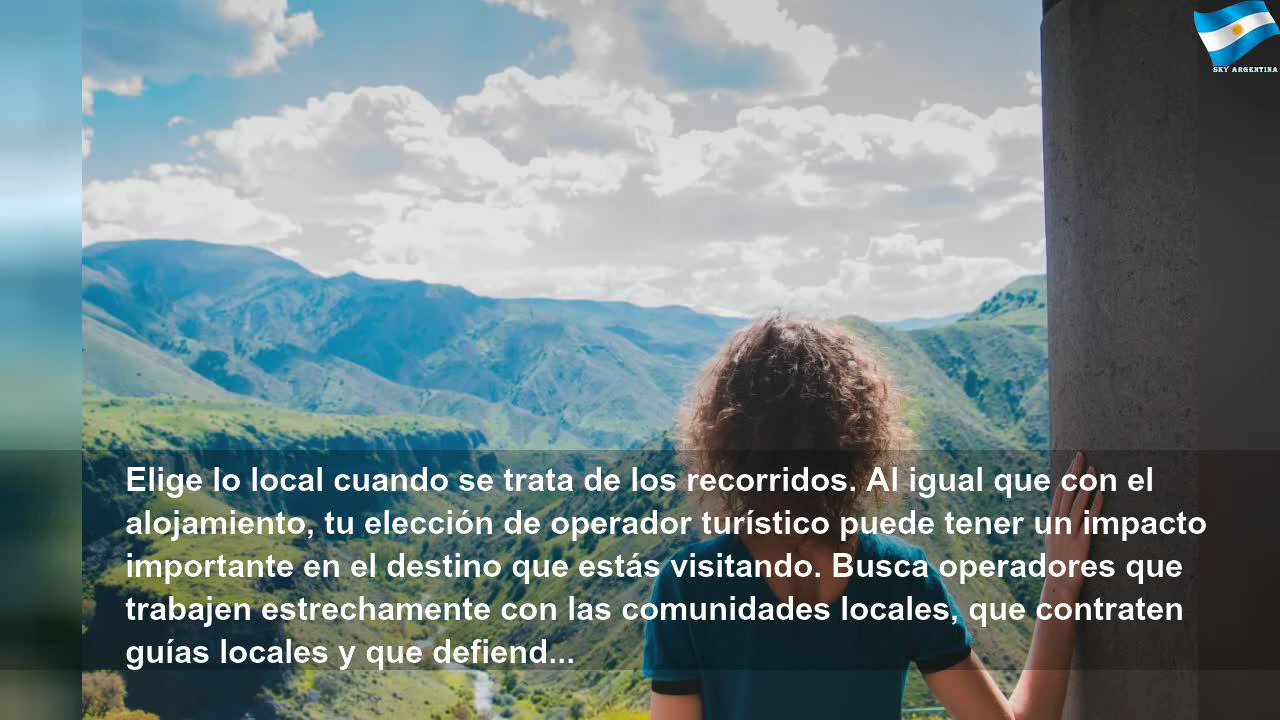 SKY ARGENTINA
Elige lo local cuando se trata de los recorridos. Al igual que con el
alojamiento, tu elección de operador turístico puede tener un impacto
importante en el destino que estás visitando. Busca operadores que
trabajen estrechamente con las comunidades locales, que contraten
guías locales y que defiend...